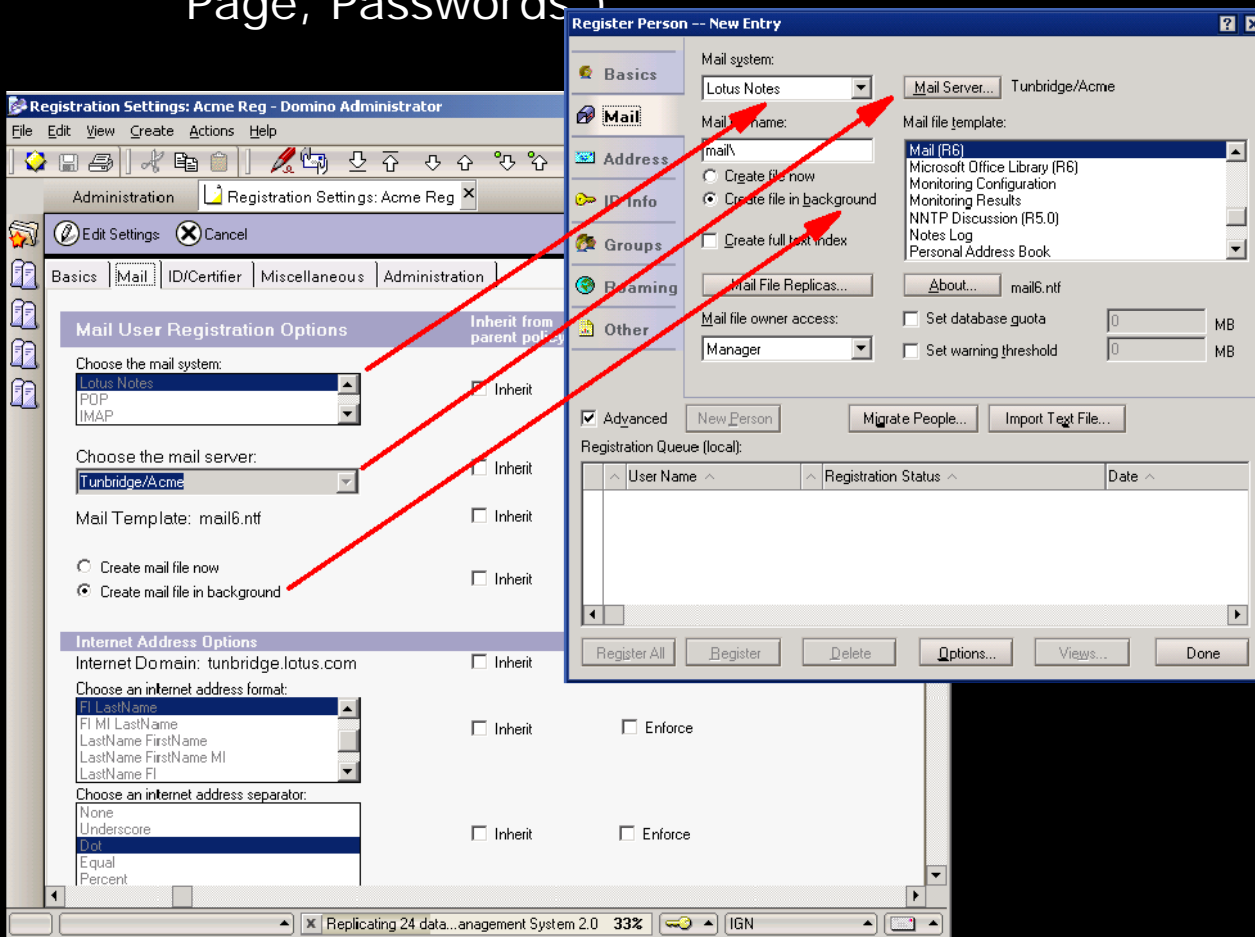 Page, Passwords )
Register Person -- New Entry
Basics
Mail
Address
ID Info
Groups
Roaming
Other
Mail system:
Lotus Notes
Mail Server...
Tunbridge/Acme
Mail file name:
mail\
Create file now
Create file in background
Create full text index
Mail file template:
Mail (R6)
Microsoft Office Library (R6)
Monitoring Configuration
Monitoring Results
NNTP Discussion (R5.0)
Notes Log
Personal Address Book
Mail File Replicas...
About...
mail6.ntf
Mail file owner access:
Manager
Set database quota
0
MB
Set warning threshold
0
MB
Advanced
New Person
Migrate People...
Import Text File...
Registration Queue (local):
User Name
Registration Status
Date
Register All
Register
Delete
Options...
Views...
Done
Registration Settings: Acme Reg - Domino Administrator
File Edit View Create Actions Help
Administration
Registration Settings: Acme Reg
Edit Settings
Cancel
Basics
Mail
ID/Certifier
Miscellaneous
Administration
Mail User Registration Options
Inherit from
parent policy
Choose the mail system:
Lotus Notes
POP
IMAP
Inherit
Choose the mail server:
Tunbridge/Acme
Inherit
Mail Template: mail6.ntf
Inherit
Create mail file now
Create mail file in background
Inherit
Internet Address Options
Internet Domain: tunbridge.lotus.com
Inherit
Choose an internet address format:
FI LastName
FI MI LastName
LastName FirstName
LastName FirstName MI
LastName FI
Inherit
Enforce
Choose an internet address separator:
None
Underscore
Dot
Equal
Percent
Inherit
Enforce
Replicating 24 data...anagement System 2.0 33%
IGN